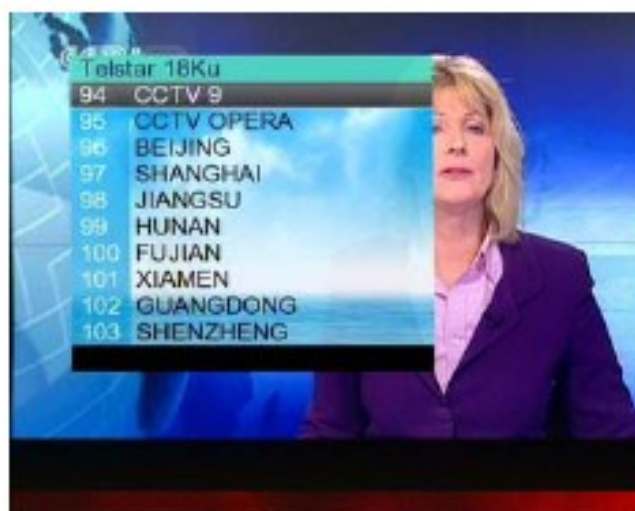 Telstar 18Ku
94 CCTV 9
95 CCTV OPERA
96 BEIJING
97 SHANGHAI
98 JIANGSU
99 HUNAN
100 FUJIAN
101 XIAMEN
102 GUANGDONG
103 SHENZHENG